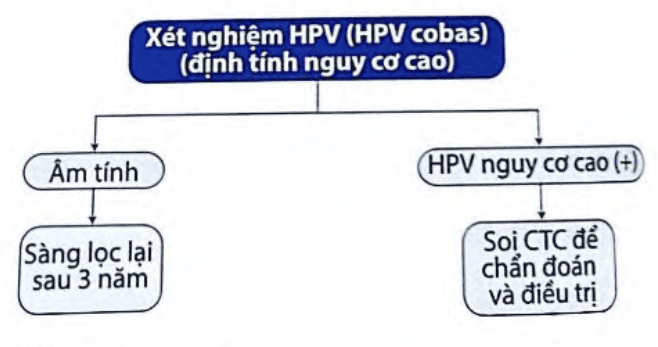 Xét nghiệm HPV (HPV cobas)
(định tính nguy cơ cao)
Âm tính
HPV nguy cơ cao (+)
Sàng lọc lại
sau 3 năm
Soi CTC để
chẩn đoán
và điều trị